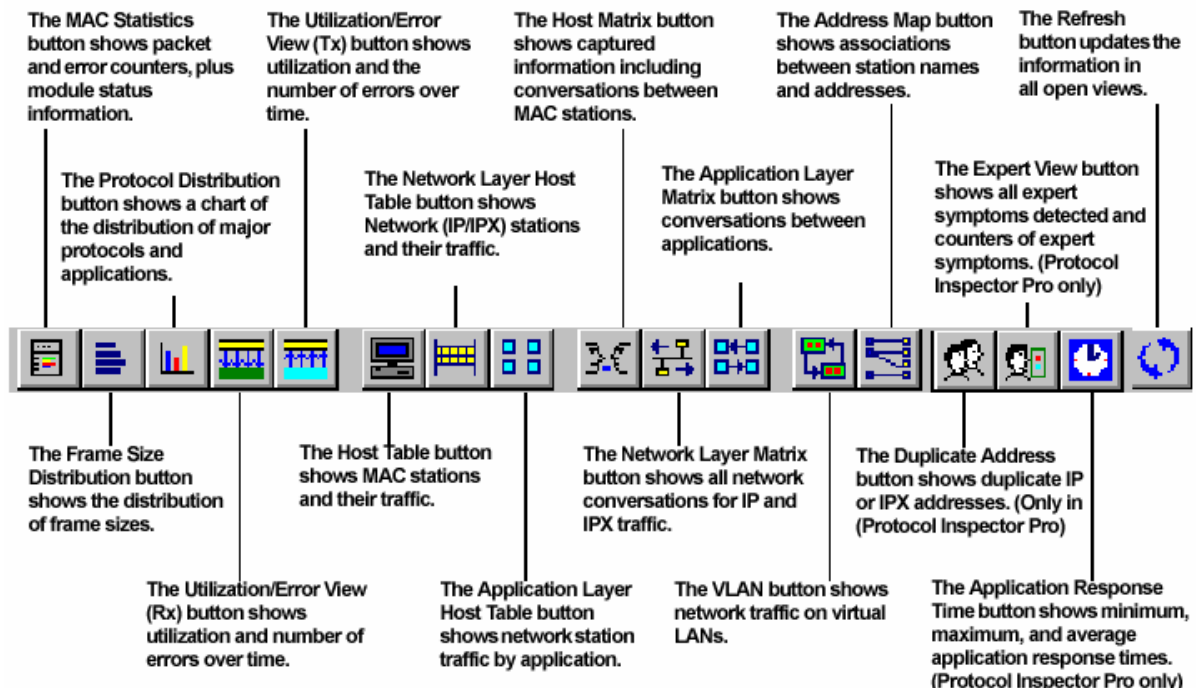 The MAC Statistics
button shows packet
and error counters, plus
module status
information.
The Utilization/Error
View (Tx) button shows
utilization and the
number of errors over
time.
The Host Matrix button
shows captured
information including
conversations between
MAC stations.
The Address Map button
shows associations
between station names
and addresses.
The Refresh
button updates the
information in
all open views.
The Protocol Distribution
button shows a chart of
the distribution of major
protocols and
applications.
The Network Layer Host
Table button shows
Network (IP/IPX) stations
and their traffic.
The Application Layer
Matrix button shows
conversations between
applications.
The Expert View button
shows all expert
symptoms detected and
counters of expert
symptoms. (Protocol
Inspector Pro only)
The Frame Size
Distribution button
shows the distribution
of frame sizes.
The Host Table button
shows MAC stations
and their traffic.
The Network Layer Matrix
button shows all network
conversations for IP and
IPX traffic.
The Duplicate Address
button shows duplicate IP
or IPX addresses. (Only in
(Protocol Inspector Pro)
The Utilization/Error View
(Rx) button shows
utilization and number of
errors over time.
The Application Layer
Host Table button
shows network station
traffic by application.
The VLAN button shows
network traffic on virtual
LANs.
The Application Response
Time button shows minimum,
maximum, and average
application response times.
(Protocol Inspector Pro only)